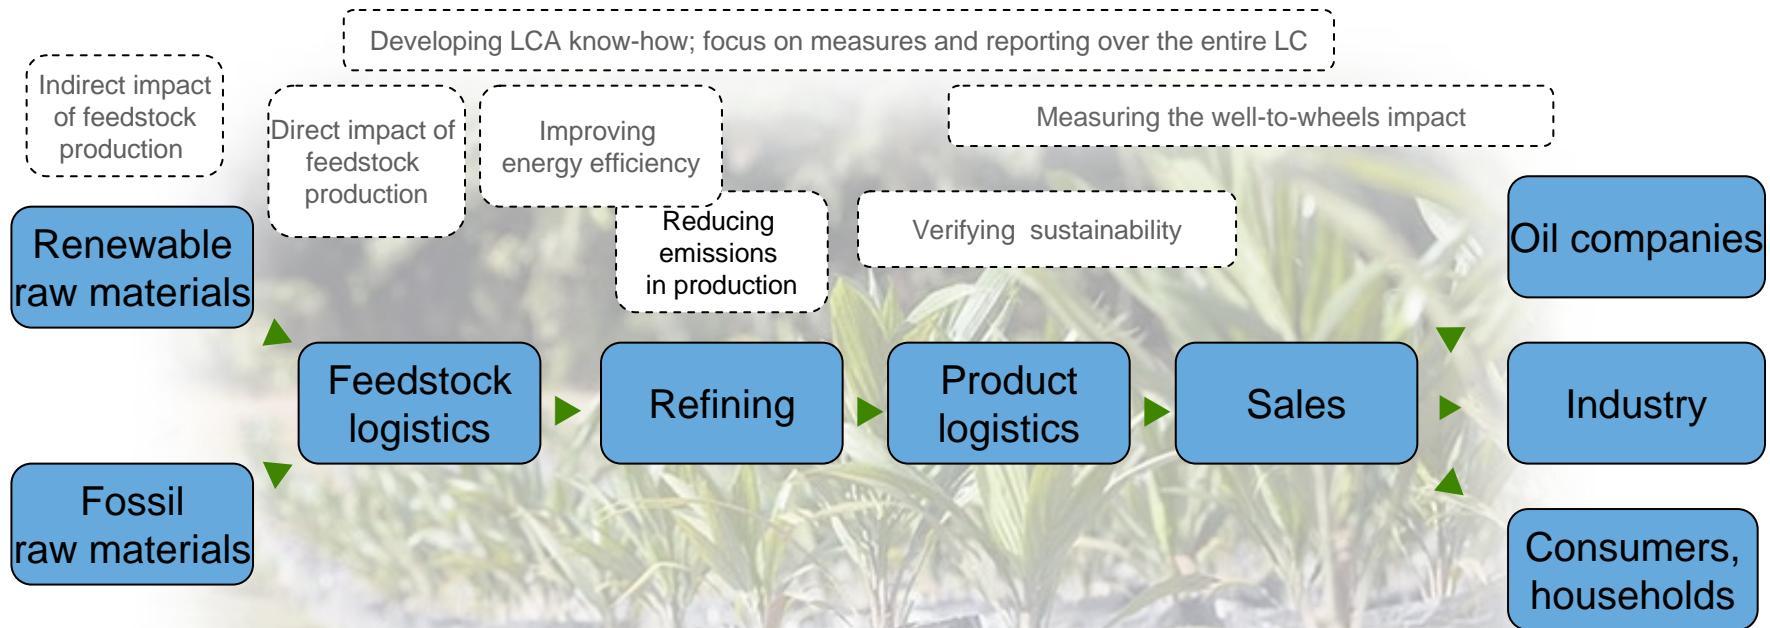 Developing LCA know-how; focus on measures and reporting over the entire LC
Indirect impact
of feedstock
production
Direct impact of
feedstock
production
Improving
energy efficiency
Measuring the well-to-wheels impact
Reducing
emissions
in production
Verifying sustainability
Renewable
raw materials
Oil companies
Feedstock
logistics
Refining
Product
logistics
Sales
Industry
Fossil
raw materials
Consumers,
households